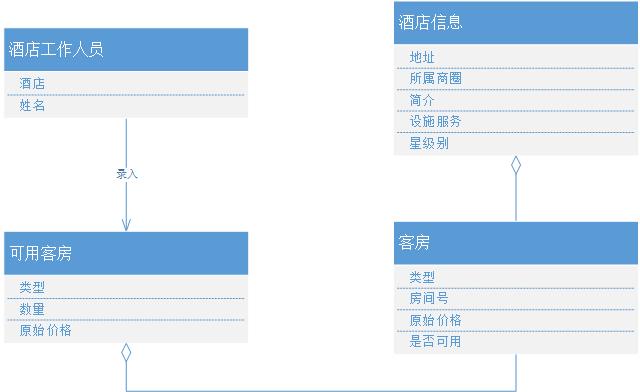 酒店工作人员
酒店
姓名
录入
可用客房
类型
数量
原始价格
酒店信息
地址
所属商圈
简介
设施服务
星级别
客房
类型
房间号
原始价格
是否可用